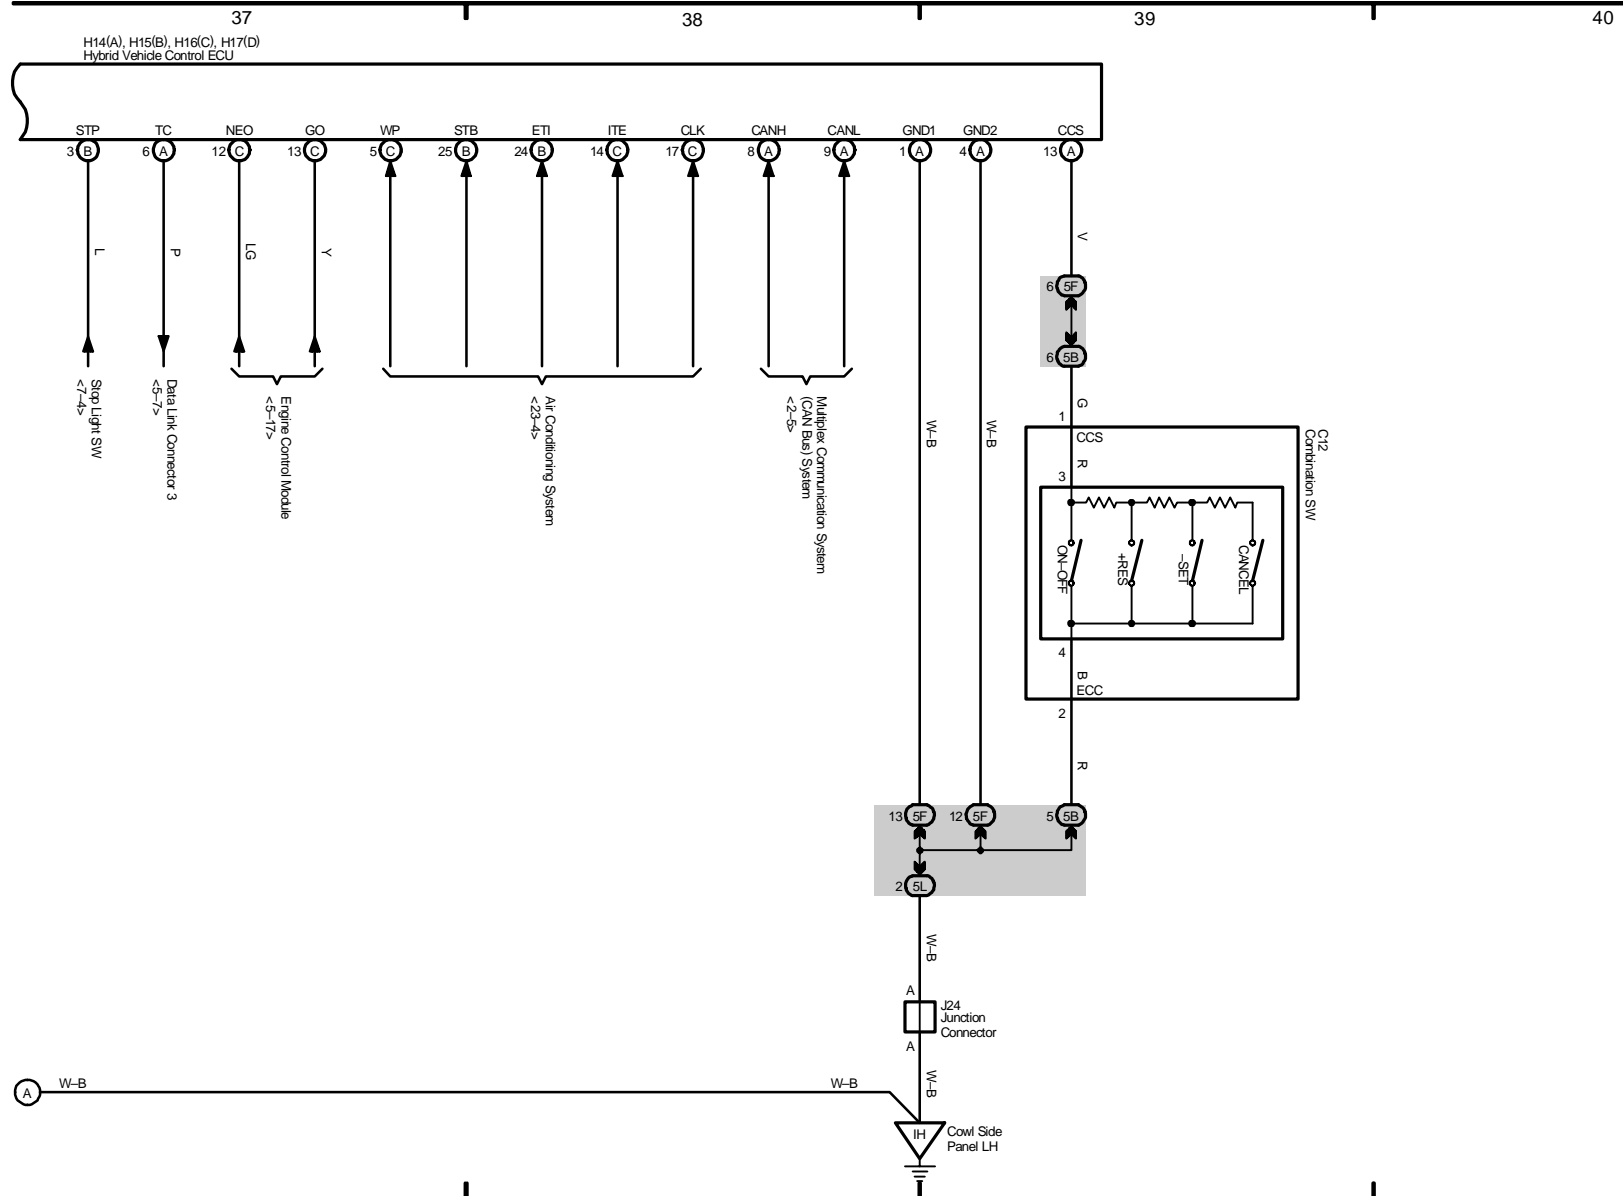 37
38
39
40
H14(A), H15(B), H16(C), H17(D)
Hybrid Vehicle Control ECU
STP
TC
NEO
GO
WP
STB
ETI
ITE
CLK
CANH
CANL
GND1
GND2
CCS
3 B
6 A
12 C
13 C
5 C
25 B
24 B
14 C
17 C
8 A
9 A
1 A
4 A
13 A
L
P
LG
Y
V
6 5F
6 5B
Stop Light SW
<7–4>
Data Link Connector 3
<5–7>
Engine Control Module
<5–17>
Air Conditioning System
<23–4>
Multiplex Communication System
(CAN Bus) System
<2–5>
W–B
W–B
G
1
CCS
R
3
C12
Combination SW
ON–OFF
+RES
–SET
CANCEL
4
B
ECC
2
R
13 5F
12 5F
5 5B
2 5L
W–B
A
J24
Junction
Connector
A
W–B
A
W–B
W–B
IH
Cowl Side
Panel LH